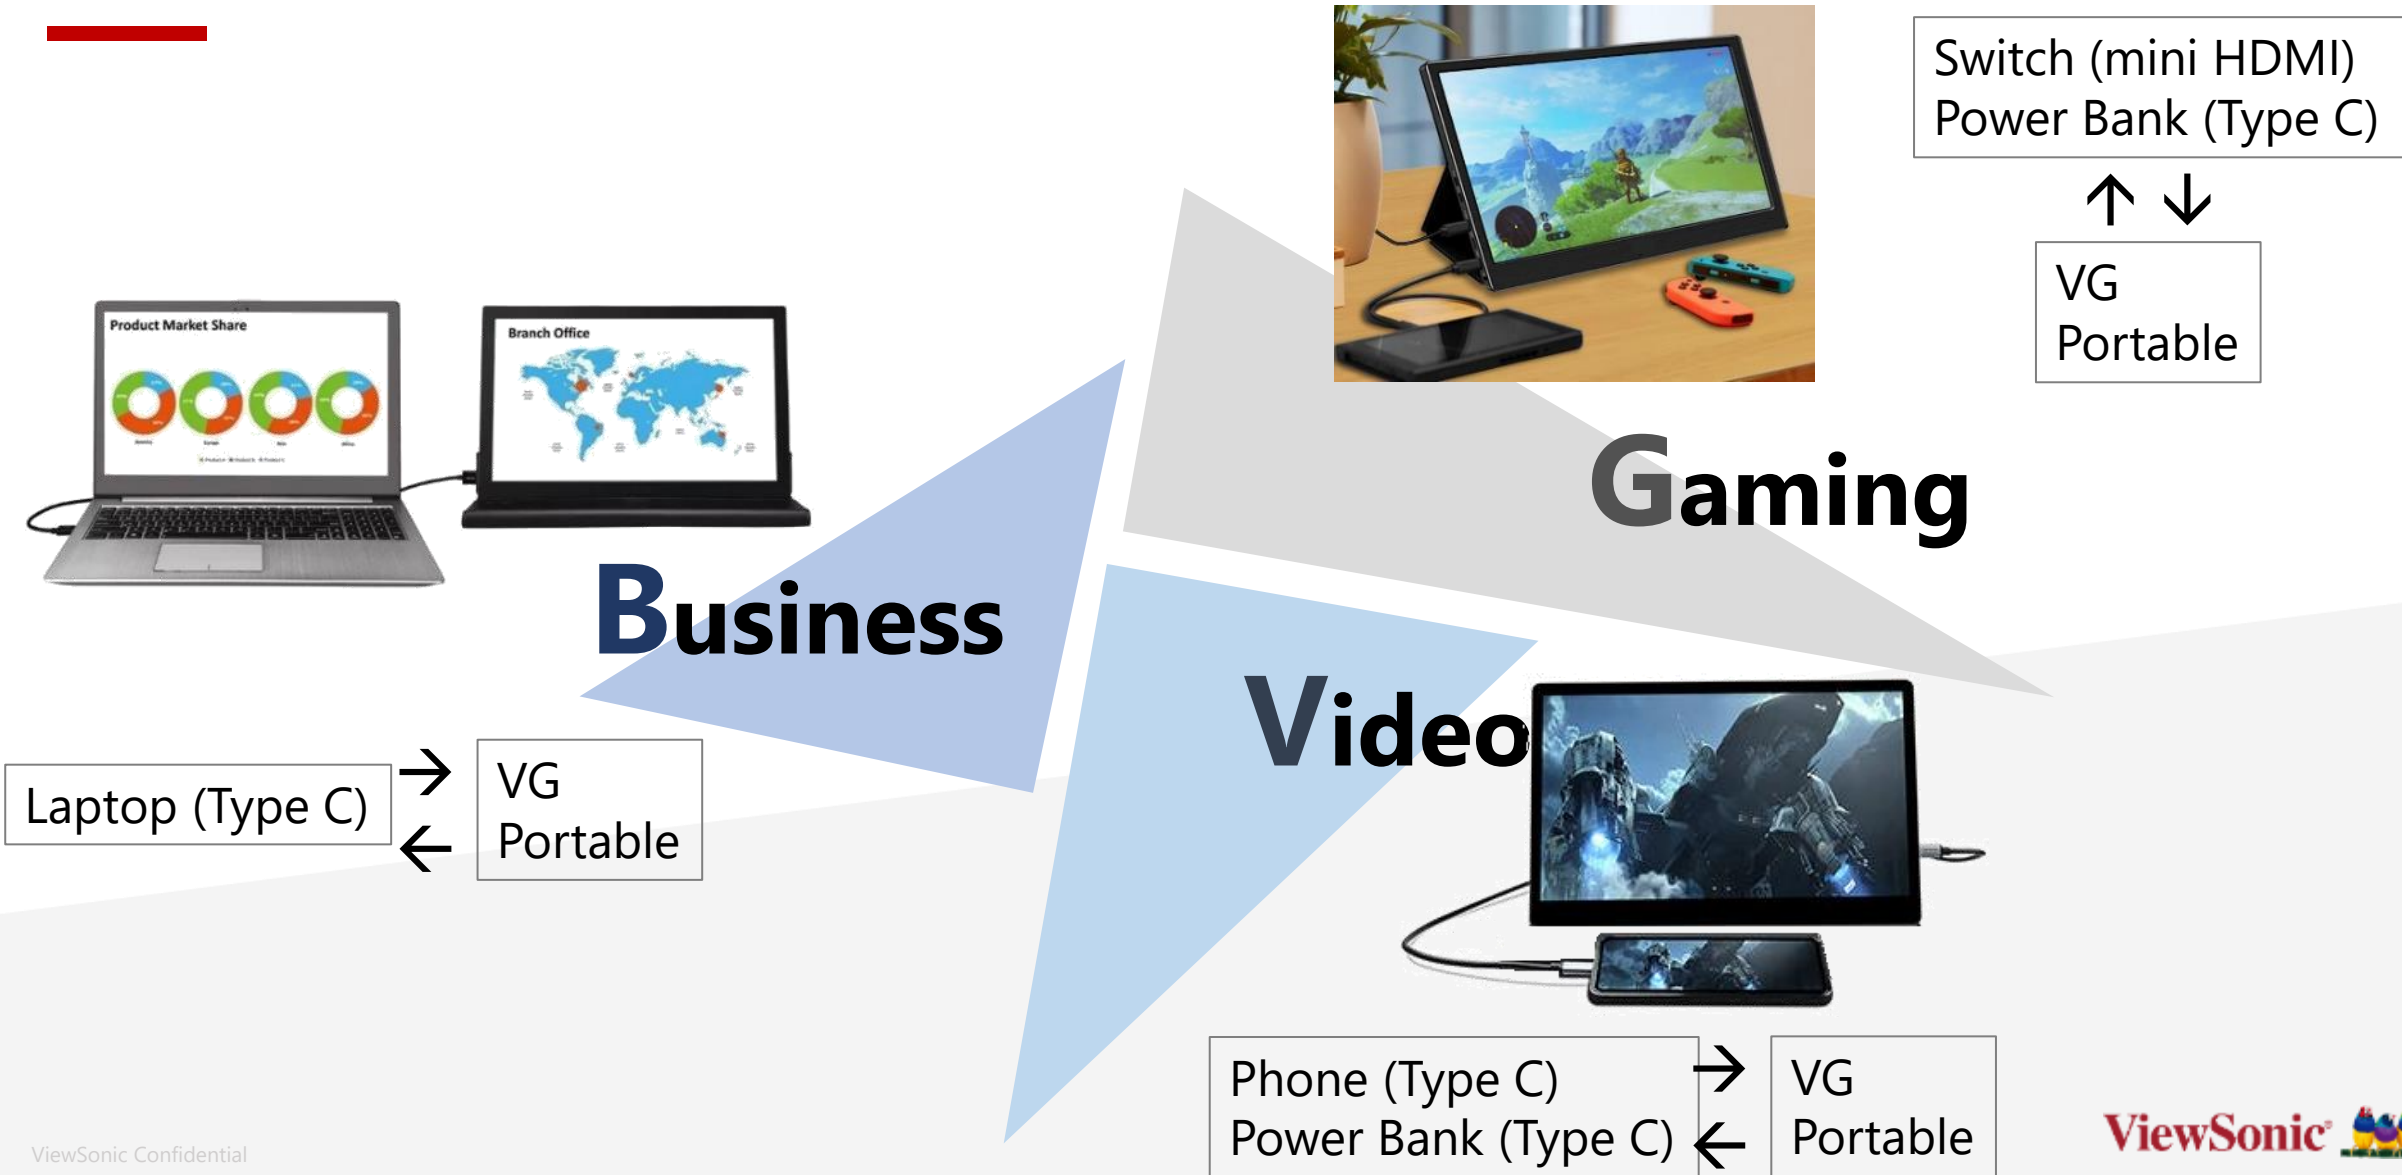 Switch (mini HDMI)
Power Bank (Type C)
↑ ↓
VG
Portable
Gaming
Product Market Share
Branch Office
Business
Laptop (Type C)
→
←
VG
Portable
Video
Phone (Type C)
Power Bank (Type C)
→
←
VG
Portable
ViewSonic Confidential
ViewSonic